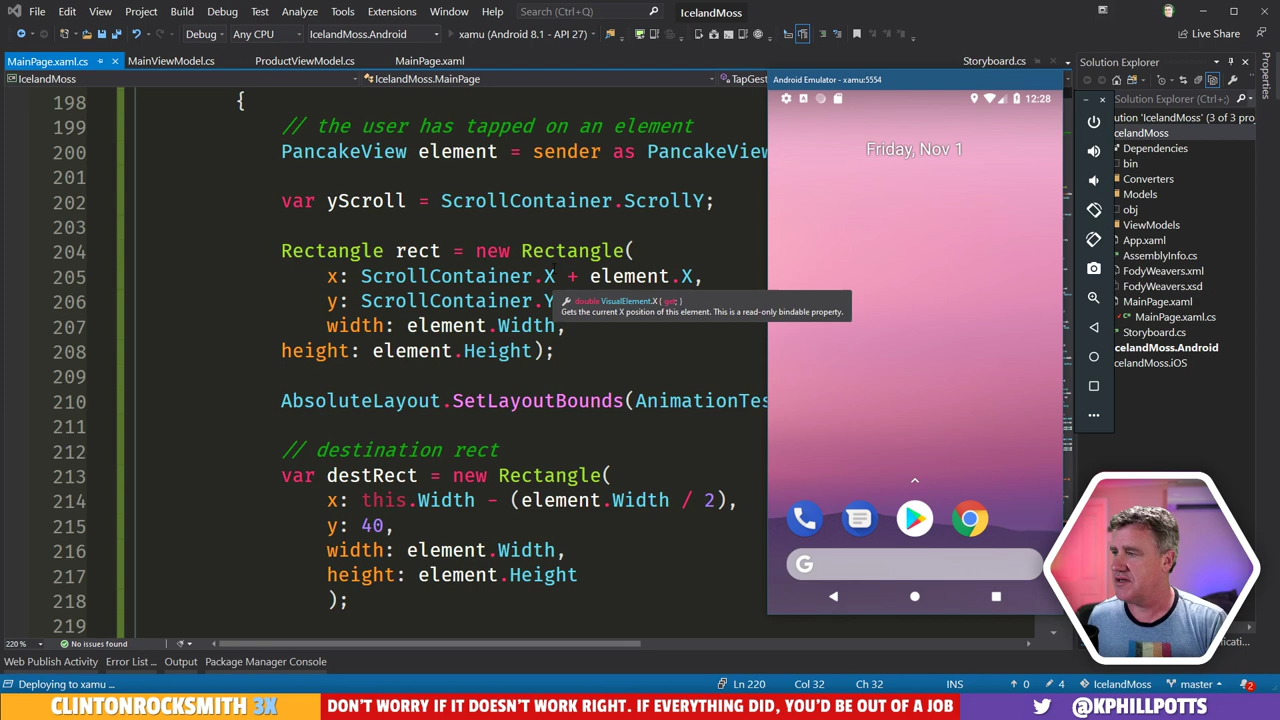 File Edit View Git Project Build Debug Test Analyze Tools Extensions Window Help Search (Ctrl+Q) IcelandMoss
Debug Any CPU IcelandMoss.Android xamu (Android 8.1 - API 27) Live Share
MainPage.xaml.cs MainViewModel.cs ProductViewModel.cs MainPage.xaml Storyboard.cs
IcelandMoss IcelandMoss.MainPage TapGest
198 {
199 // the user has tapped on an element
200 PancakeView element = sender as PancakeView
201
202 var yScroll = ScrollContainer.ScrollY;
203
204 Rectangle rect = new Rectangle(
205 x: ScrollContainer.X + element.X,
206 y: ScrollContainer.Y
207 width: element.Width,
208 height: element.Height);
209
210 AbsoluteLayout.SetLayoutBounds(AnimationTes
211
212 // destination rect
213 var destRect = new Rectangle(
214 x: this.Width - (element.Width / 2),
215 y: 40,
216 width: element.Width,
217 height: element.Height
218 );
219
double VisualElement.X { get; }
Gets the current X position of this element. This is a read-only bindable property.
Android Emulator - xamu:5554
12:28
Friday, Nov 1
G
Solution Explorer
Search Solution Explorer (Ctrl+;)
olution 'IcelandMoss' (3 of 3 pro
celandMoss
Dependencies
bin
Converters
Models
obj
ViewModels
App.xaml
AssemblyInfo.cs
FodyWeavers.xml
FodyWeavers.xsd
MainPage.xaml
MainPage.xaml.cs
Storyboard.cs
celandMoss.Android
celandMoss.iOS
Properties
220 % No issues found
Web Publish Activity Error List ... Output Package Manager Console
Deploying to xamu ... Ln 220 Col 32 Ch 32 INS 0 4 IcelandMoss master 2
CLINTONROCKSMITH 3X DON'T WORRY IF IT DOESN'T WORK RIGHT. IF EVERYTHING DID, YOU'D BE OUT OF A JOB @KPHILLPOTTS